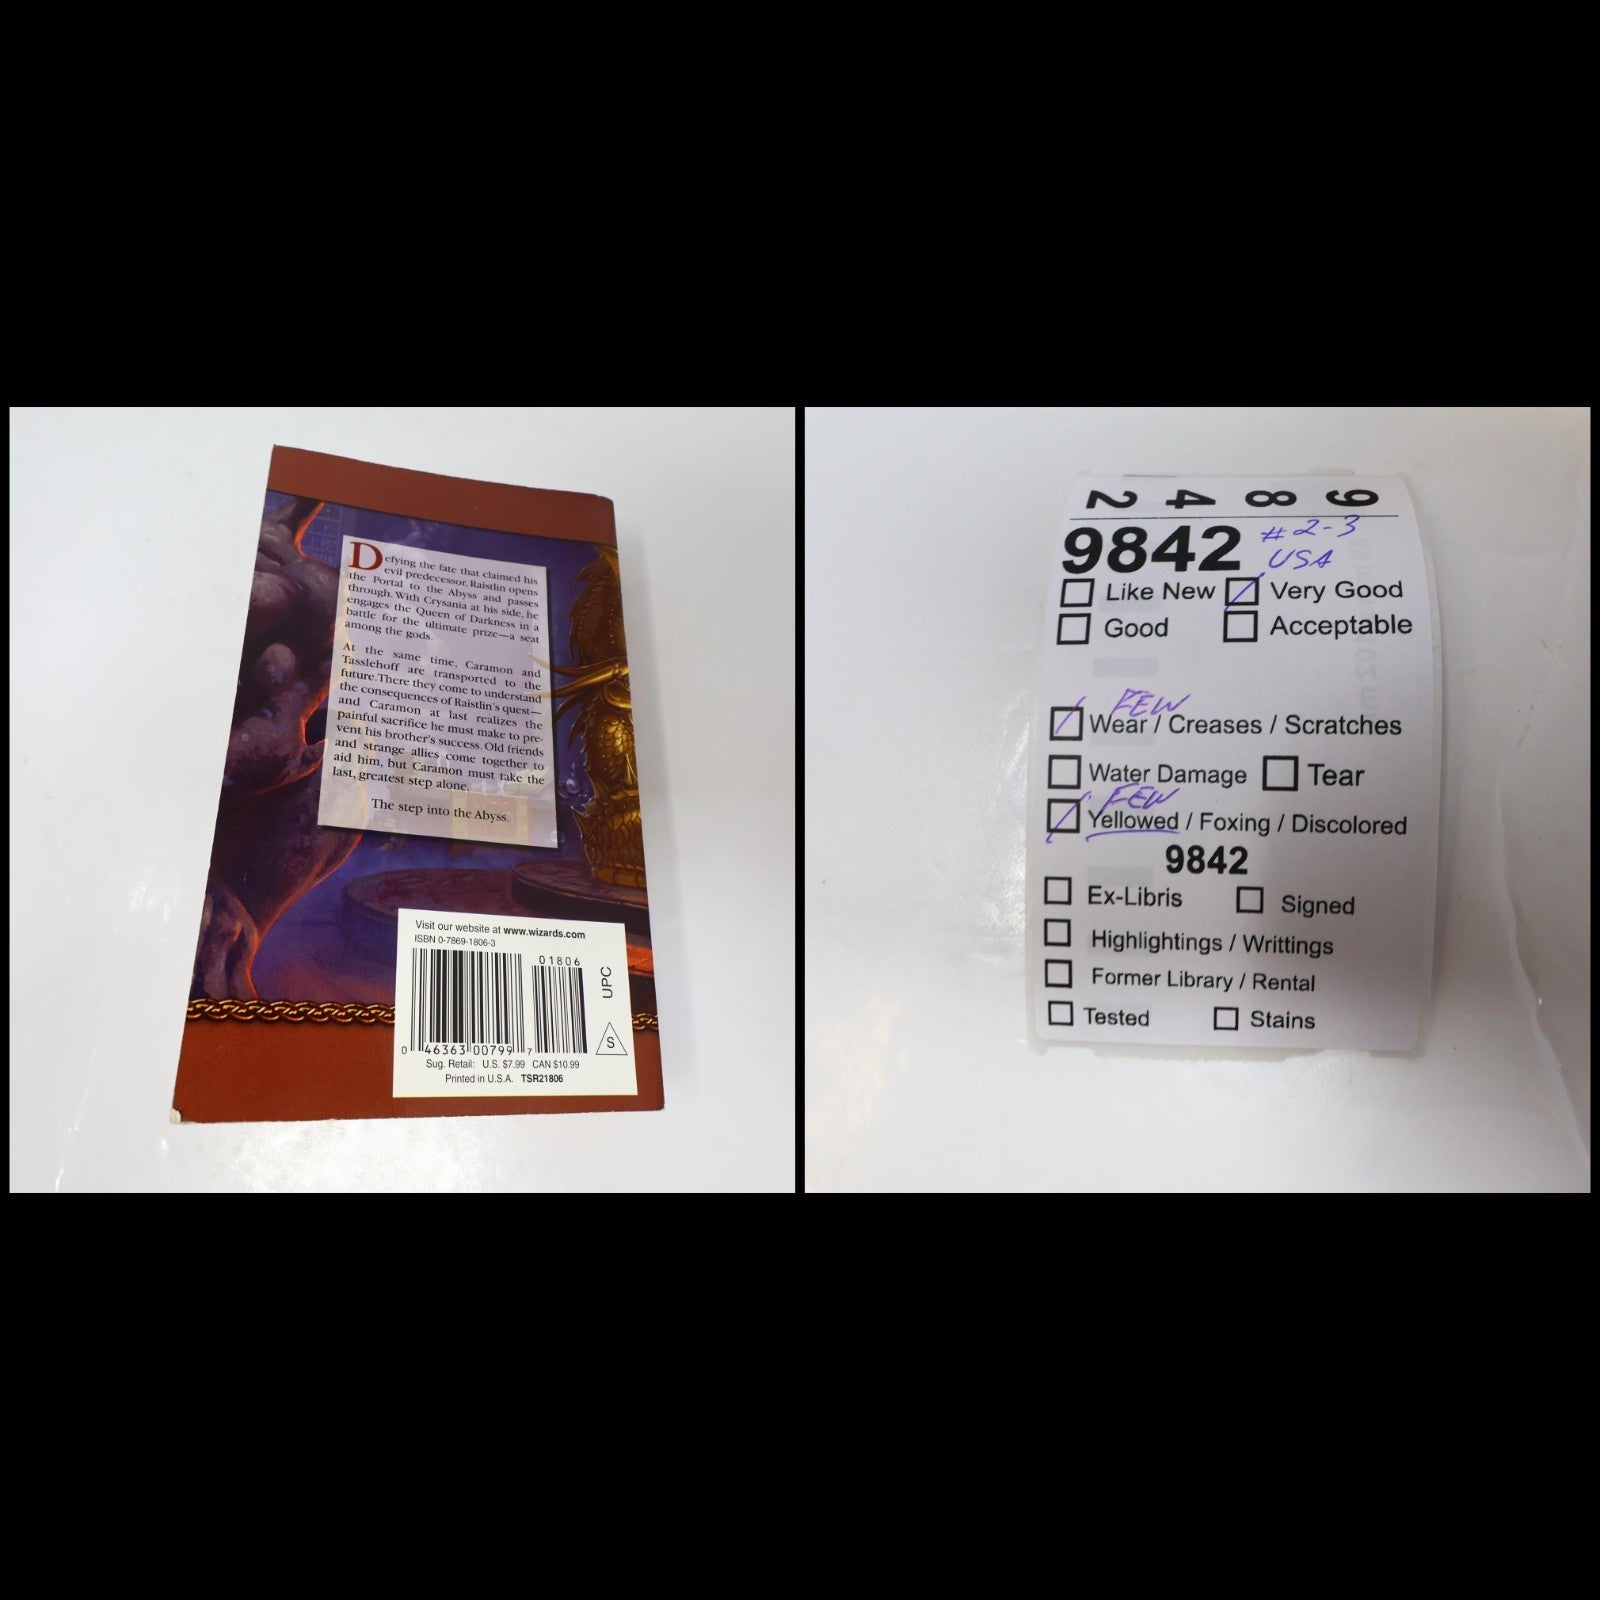 Defying the fate that claimed his
evil predecessor, Raistlin opens
the Portal to the Abyss and passes
through. With Crysania at his side, he
engages the Queen of Darkness in a
battle for the ultimate prize—a seat
among the gods.
At the same time, Caramon and
Tasslehoff are transported to the
future. There they come to understand
the consequences of Raistlin's quest—
and Caramon at last realizes the
painful sacrifice he must make to pre-
vent his brother's success. Old friends
and strange allies come together to
aid him, but Caramon must take the
last, greatest step alone.
The step into the Abyss.
Visit our website at www.wizards.com
ISBN 0-7869-1806-3
01806
UPC
S
0 46363 00799 7
Sug. Retail: U.S. $7.99 CAN $10.99
Printed in U.S.A. TSR21806
9842
9842 #2-3
USA
Like New Very Good
Good Acceptable
FEW
Wear / Creases / Scratches
Water Damage Tear
FEW
Yellowed / Foxing / Discolored
9842
Ex-Libris Signed
Highlightings / Writtings
Former Library / Rental
Tested Stains